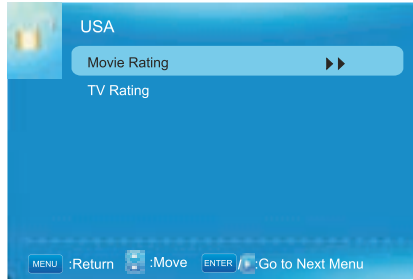 USA
Movie Rating
TV Rating
MENU :Return :Move ENTER / :Go to Next Menu